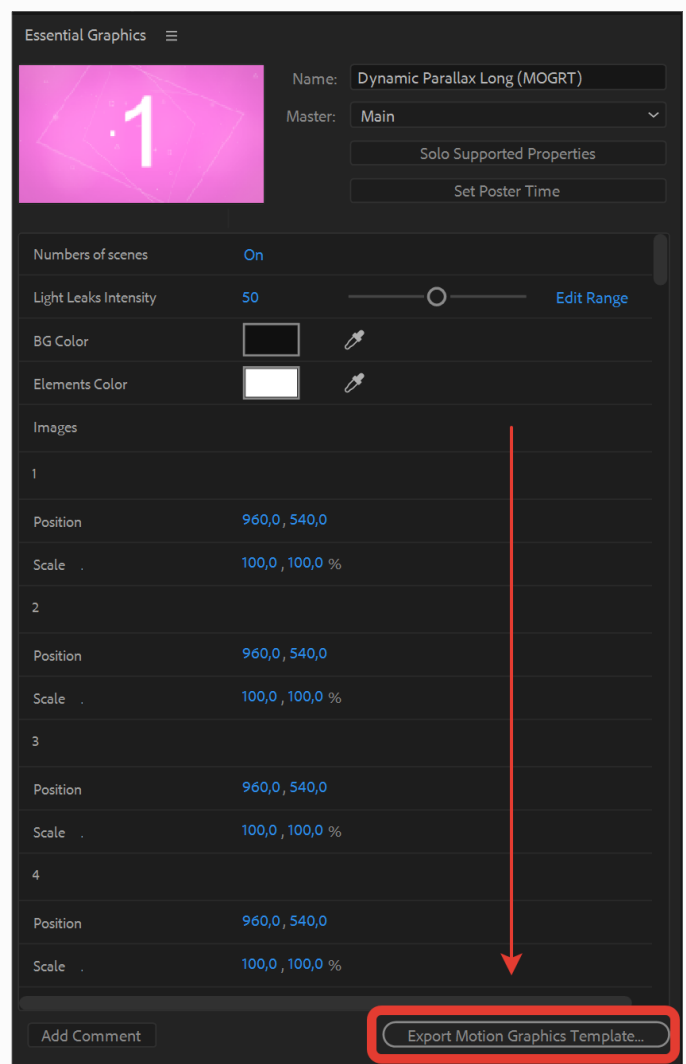 Essential Graphics
1
Name: Dynamic Parallax Long (MOGRT)
Master: Main
Solo Supported Properties
Set Poster Time
Numbers of scenes On
Light Leaks Intensity 50 Edit Range
BG Color
Elements Color
Images
1
Position 960,0 , 540,0
Scale . 100,0 , 100,0 %
2
Position 960,0 , 540,0
Scale . 100,0 , 100,0 %
3
Position 960,0 , 540,0
Scale . 100,0 , 100,0 %
4
Position 960,0 , 540,0
Scale . 100,0 , 100,0 %
Add Comment Export Motion Graphics Template...